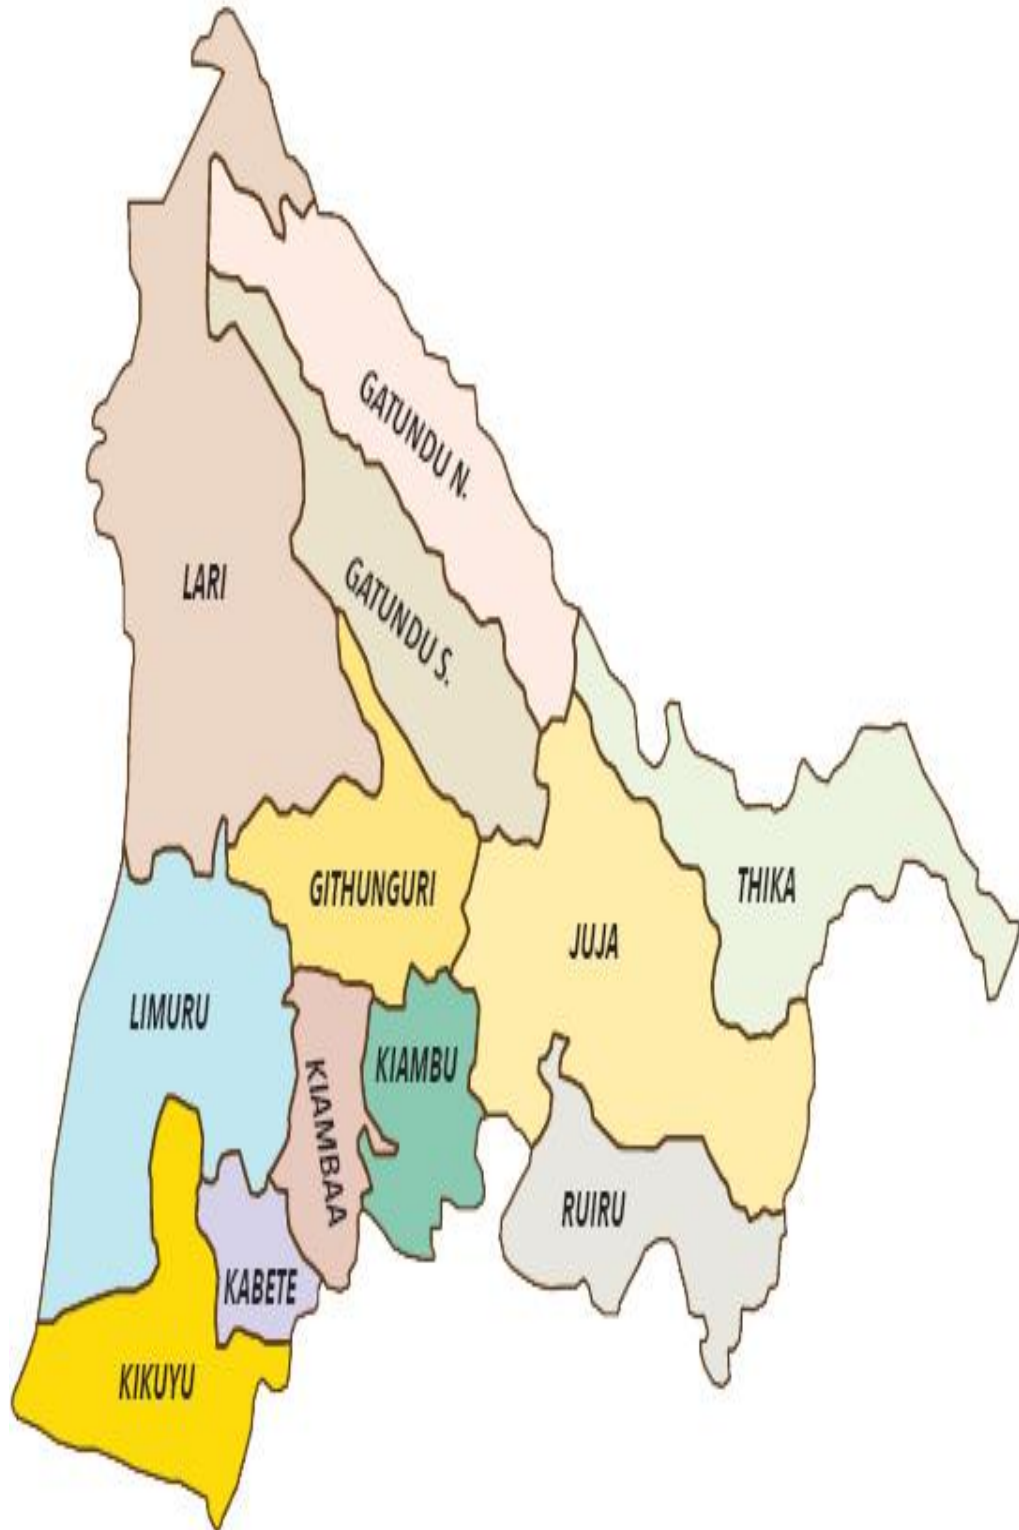 GATUNDU N.
LARI
GATUNDU S.
GITHUNGURI
THIKA
JUJA
LIMURU
KIAMBU
KIAMBAA
RUIRU
KABETE
KIKUYU